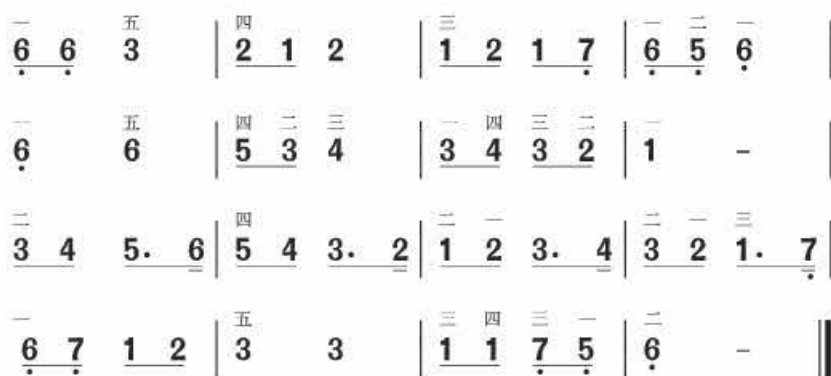 一 五 四 三 一 二 一
6̣ 6̣ 3 | 2 1 2 | 1 2 1 7̣ | 6̣ 5̣ 6̣ |
一 五 四 二 三 一 四 三 二 一
6̣ 6 | 5 3 4 | 3 4 3 2 | 1 – |
二 四 二 一 二 一 三
3 4 5. 6 | 5 4 3. 2 | 1 2 3. 4 | 3 2 1. 7̣ |
一 五 三 四 三 一 二
6̣ 7̣ 1 2 | 3 3 | 1 1 7̣ 5̣ | 6̣ – ‖